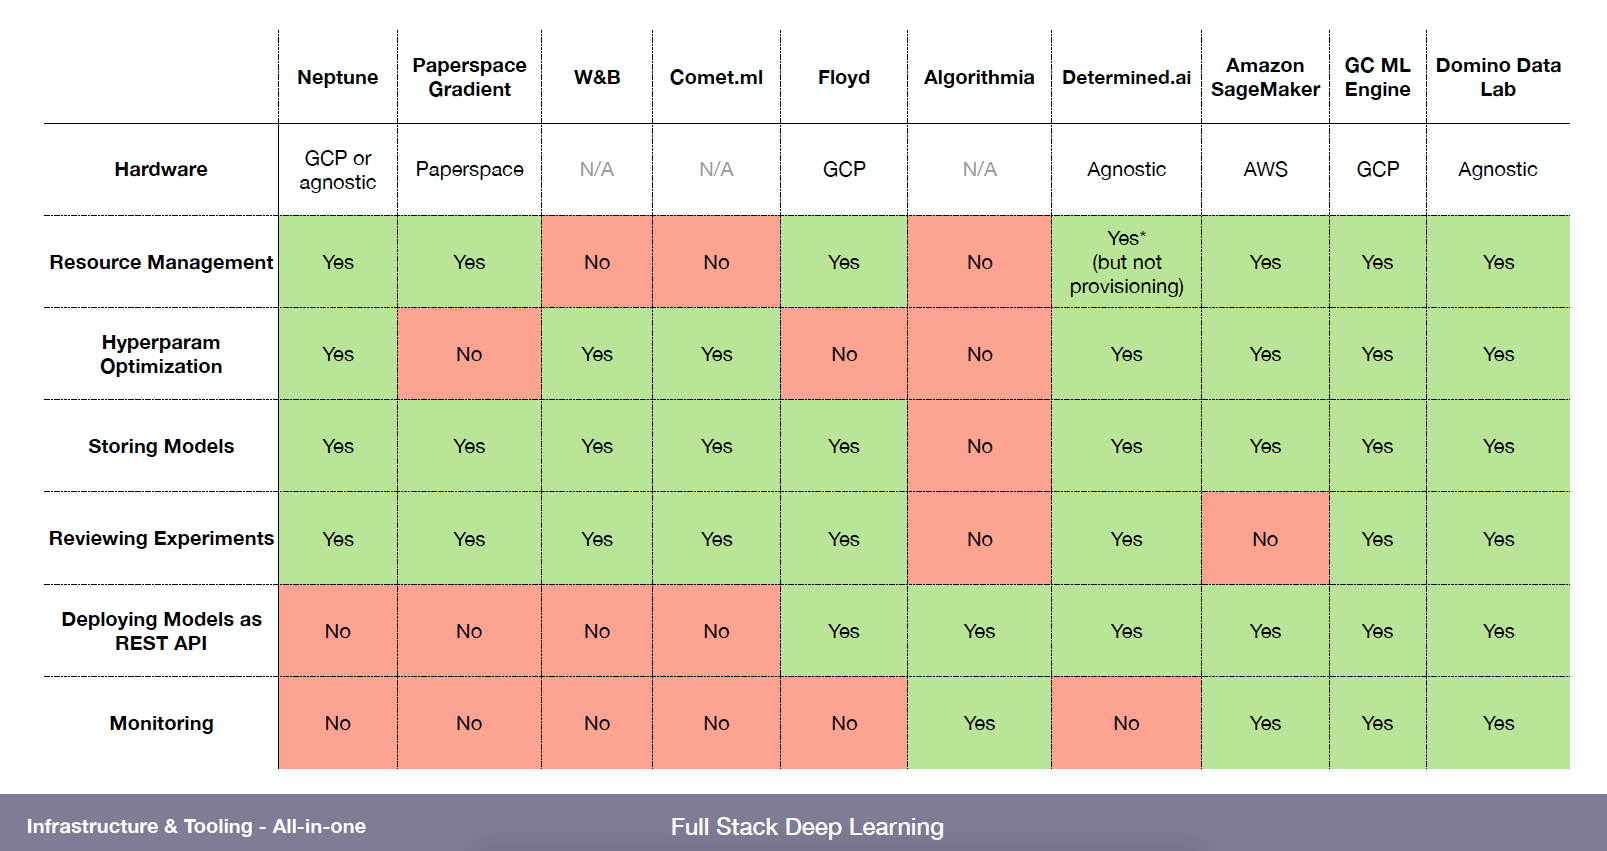 Neptune Paperspace Gradient W&B Comet.ml Floyd Algorithmia Determined.ai Amazon SageMaker GC ML Engine Domino Data Lab
Hardware GCP or agnostic Paperspace N/A N/A GCP N/A Agnostic AWS GCP Agnostic
Resource Management Yes Yes No No Yes No Yes* (but not provisioning) Yes Yes Yes
Hyperparam Optimization Yes No Yes Yes No No Yes Yes Yes Yes
Storing Models Yes Yes Yes Yes Yes No Yes Yes Yes Yes
Reviewing Experiments Yes Yes Yes Yes Yes No Yes No Yes Yes
Deploying Models as REST API No No No No Yes Yes Yes Yes Yes Yes
Monitoring No No No No No Yes No Yes Yes Yes
Infrastructure & Tooling - All-in-one Full Stack Deep Learning